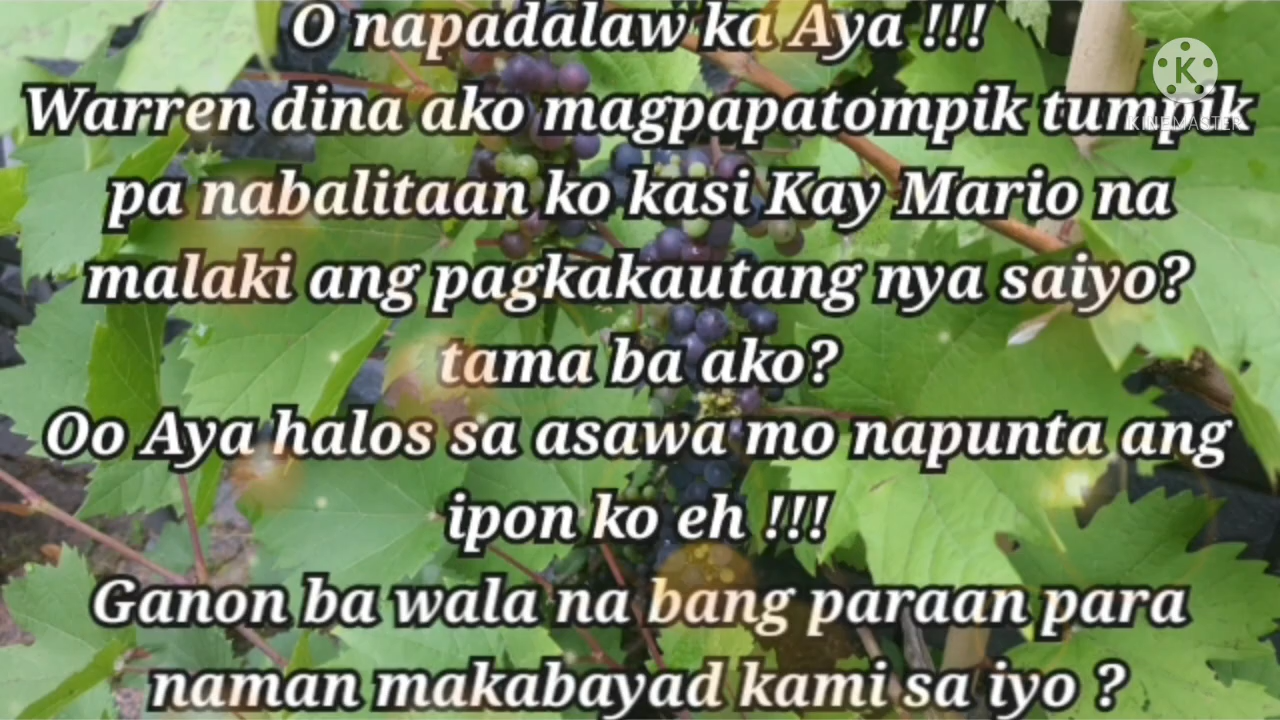 O napadalaw ka Aya !!!
Warren dina ako magpapatompik tumpik
pa nabalitaan ko kasi Kay Mario na
malaki ang pagkakautang nya saiyo?
tama ba ako?
Oo Aya halos sa asawa mo napunta ang
ipon ko eh !!!
Ganon ba wala na bang paraan para
naman makabayad kami sa iyo ?
K
KINEMASTER